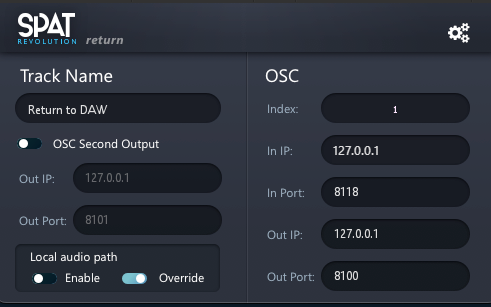 SPAT
REVOLUTION return
Track Name
Return to DAW
OSC Second Output
Out IP: 127.0.0.1
Out Port: 8101
Local audio path
Enable Override
OSC
Index: 1
In IP: 127.0.0.1
In Port: 8118
Out IP: 127.0.0.1
Out Port: 8100